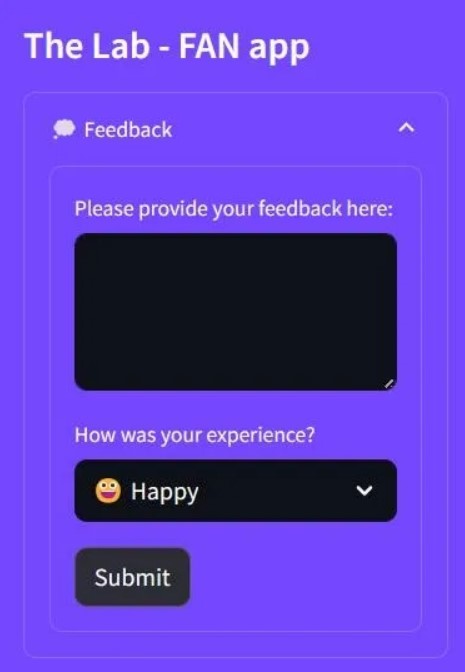 The Lab - FAN app
💭 Feedback
Please provide your feedback here:
How was your experience?
😀 Happy
Submit